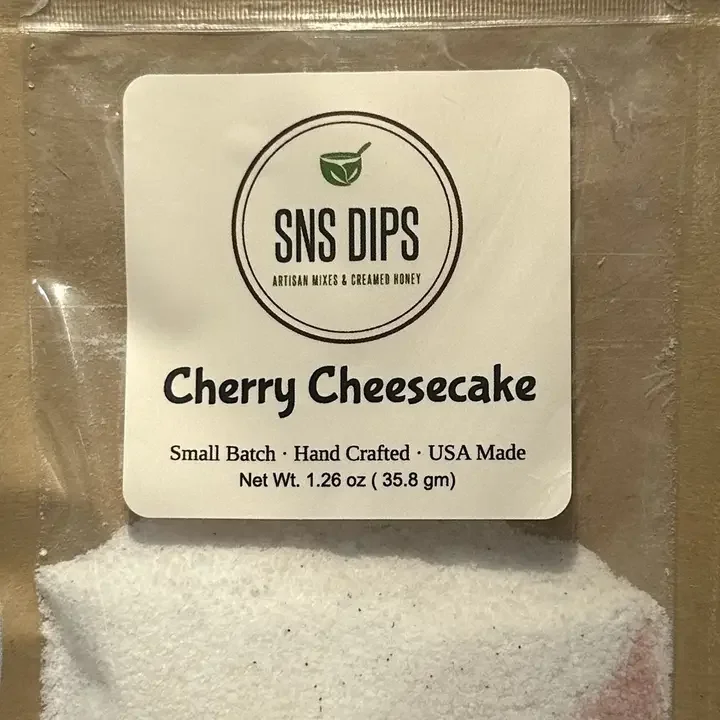 SNS DIPS
ARTISAN MIXES & CREAMED HONEY
Cherry Cheesecake
Small Batch · Hand Crafted · USA Made
Net Wt. 1.26 oz ( 35.8 gm)